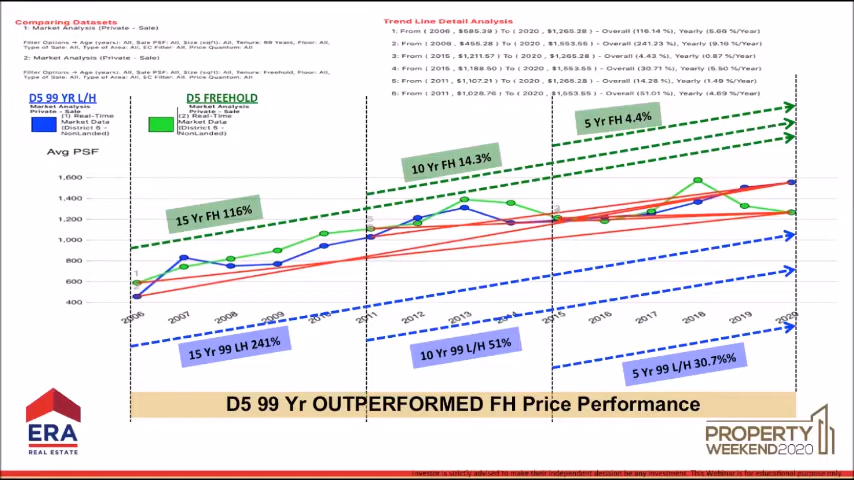 Comparing Datasets
1: Market Analysis (Private - Sale)
Filter Options -> Age (years): All, Sale PSF: All, Size (sqft): All, Tenure: 99 Years, Floor: All,
Type of Sale: All, Type of Area: All, EC Filter: All, Price Quantum: All
2: Market Analysis (Private - Sale)
Filter Options -> Age (years): All, Sale PSF: All, Size (sqft): All, Tenure: Freehold, Floor: All,
Type of Sale: All, Type of Area: All, EC Filter: All, Price Quantum: All
Trend Line Detail Analysis
1. From ( 2006 , $585.39 ) To ( 2020 , $1,265.28 ) - Overall (116.14 %), Yearly (5.66 %/Year)
2. From ( 2006 , $455.28 ) To ( 2020 , $1,553.55 ) - Overall (241.23 %), Yearly (9.16 %/Year)
3. From ( 2015 , $1,211.57 ) To ( 2020 , $1,265.28 ) - Overall (4.43 %), Yearly (0.87 %/Year)
4. From ( 2015 , $1,188.50 ) To ( 2020 , $1,553.55 ) - Overall (30.71 %), Yearly (5.50 %/Year)
5: From ( 2011 , $1,107.21 ) To ( 2020 , $1,265.28 ) - Overall (14.28 %), Yearly (1.49 %/Year)
6: From ( 2011 , $1,028.76 ) To ( 2020 , $1,553.55 ) - Overall (51.01 %), Yearly (4.69 %/Year)
D5 99 YR L/H
Market Analysis
Private - Sale
(1) Real-Time
Market Data
(District 5 -
NonLanded)
D5 FREEHOLD
Market Analysis
Private - Sale
(2) Real-Time
Market Data
(District 5 -
NonLanded)
Avg PSF
5 Yr FH 4.4%
10 Yr FH 14.3%
15 Yr FH 116%
1,600
1,400
1,200
1,000
800
600
400
1
3
5
2006
2007
2008
2009
2010
2011
2012
2013
2014
2015
2016
2017
2018
2019
2020
15 Yr 99 LH 241%
10 Yr 99 L/H 51%
5 Yr 99 L/H 30.7%%
D5 99 Yr OUTPERFORMED FH Price Performance
ERA
REAL ESTATE
PROPERTY
WEEKEND2020
Investor is strictly advised to make their independent decision be any investment. This Webinar is for educational purpose only.